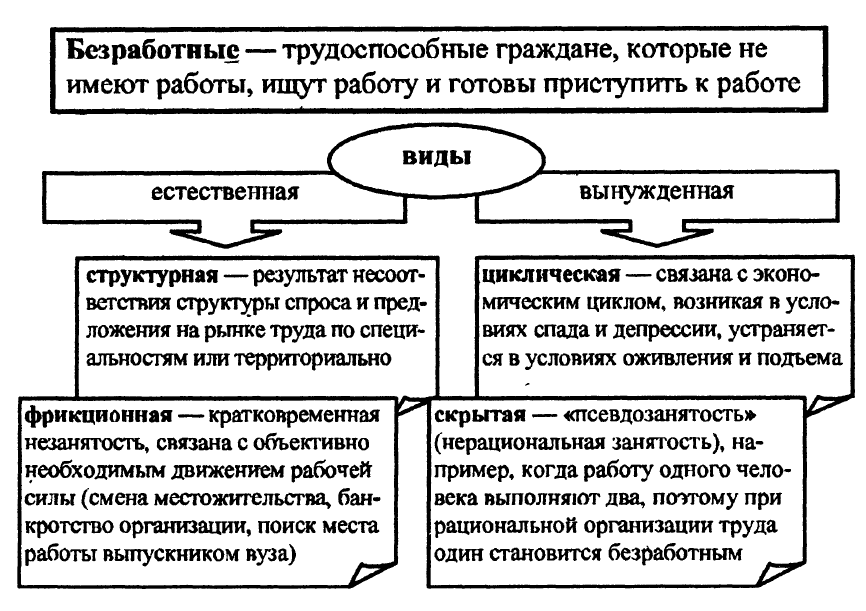 Безработные — трудоспособные граждане, которые не
имеют работы, ищут работу и готовы приступить к работе
виды
естественная
вынужденная
структурная — результат несоот-
ветствия структуры спроса и пред-
ложения на рынке труда по специ-
альностям или территориально
циклическая — связана с эконо-
мическим циклом, возникая в усло-
виях спада и депрессии, устраняет-
ся в условиях оживления и подъема
фрикционная — кратковременная
незанятость, связана с объективно
необходимым движением рабочей
силы (смена местожительства, бан-
кротство организации, поиск места
работы выпускником вуза)
скрытая — «псевдозанятость»
(нерациональная занятость), на-
пример, когда работу одного чело-
века выполняют два, поэтому при
рациональной организации труда
один становится безработным